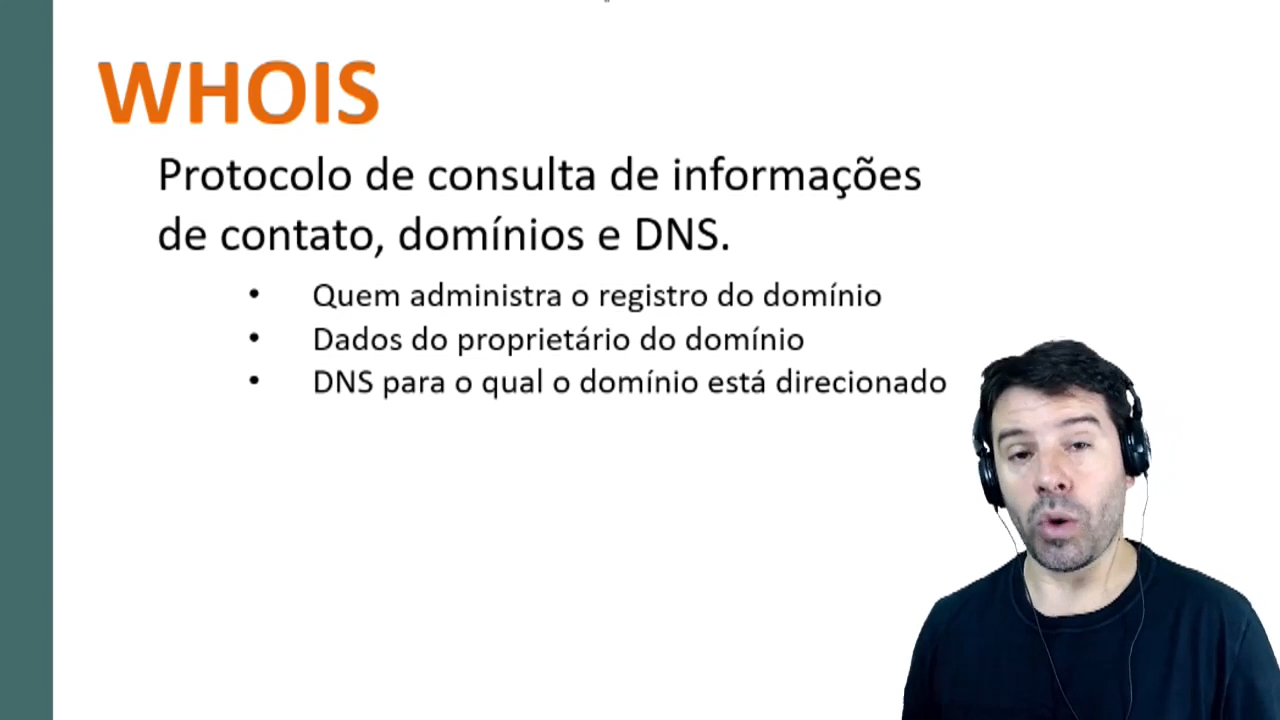 WHOIS
Protocolo de consulta de informações
de contato, domínios e DNS.
• Quem administra o registro do domínio
• Dados do proprietário do domínio
• DNS para o qual o domínio está direcionado